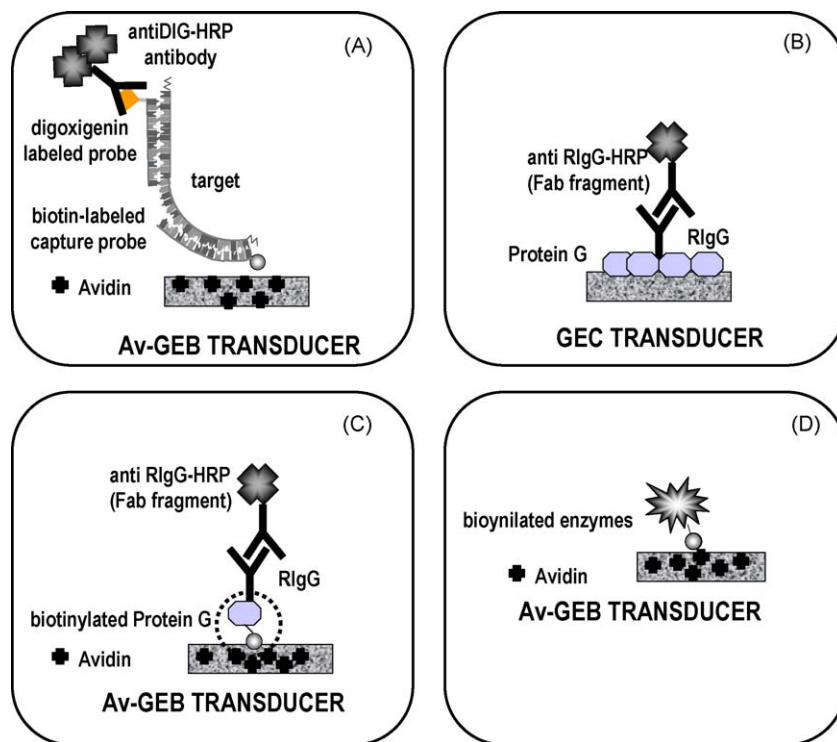 (A)
antiDIG-HRP
antibody
digoxigenin
labeled probe
target
biotin-labeled
capture probe
Avidin
Av-GEB TRANSDUCER
(B)
anti RIgG-HRP
(Fab fragment)
RIgG
Protein G
GEC TRANSDUCER
(C)
anti RIgG-HRP
(Fab fragment)
RIgG
biotinylated Protein G
Avidin
Av-GEB TRANSDUCER
(D)
bioynilated enzymes
Avidin
Av-GEB TRANSDUCER